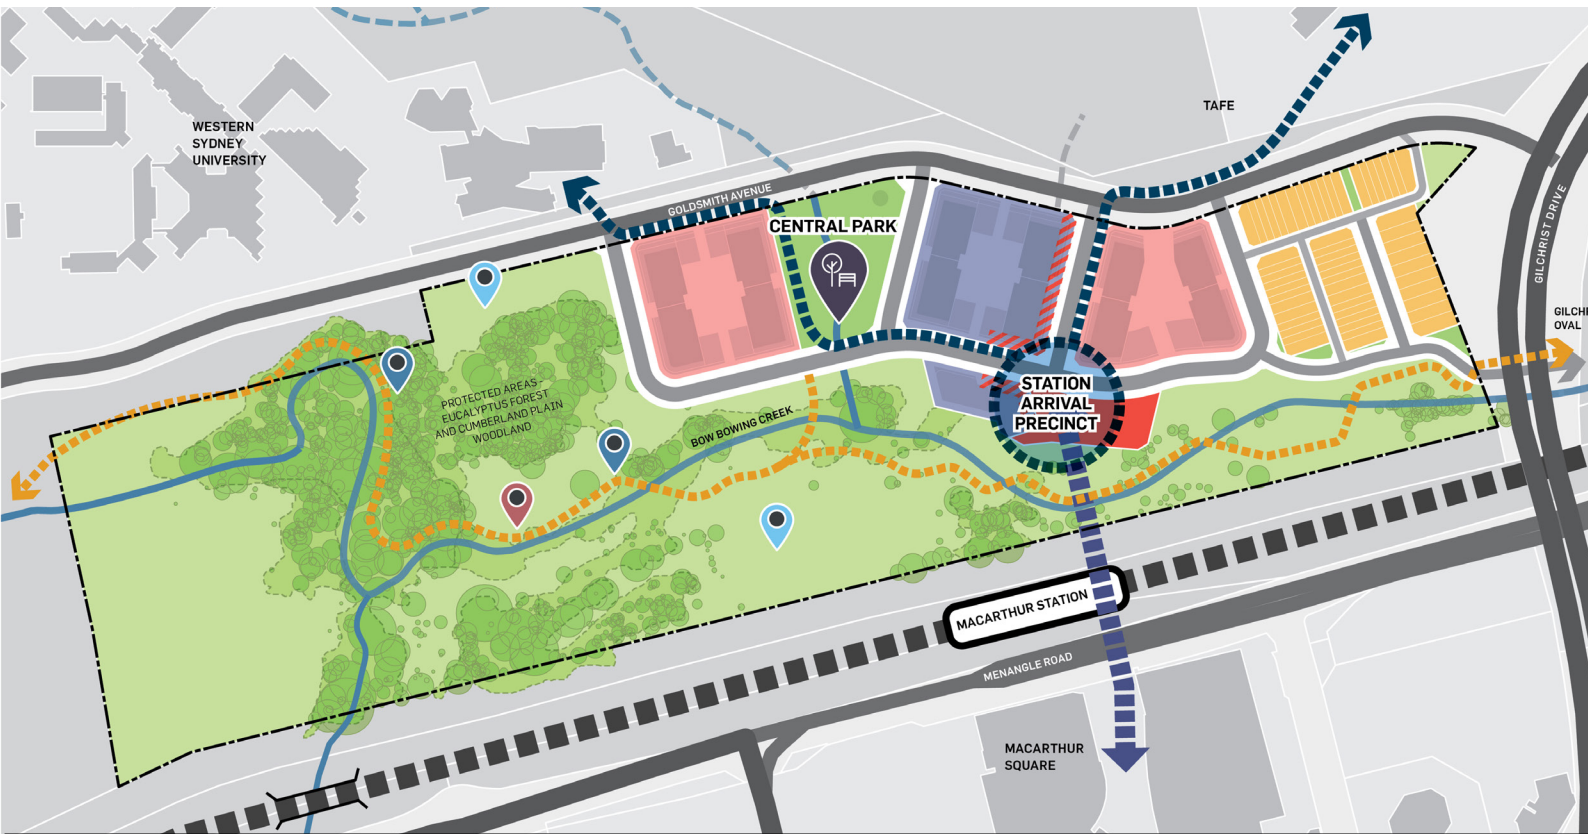 TAFE
WESTERN
SYDNEY
UNIVERSITY
GOLDSMITH AVENUE
CENTRAL PARK
GILCHRIST DRIVE
OVAL
PROTECTED AREAS -
EUCALYPTUS FOREST
AND CUMBERLAND PLAIN
WOODLAND
BOW BOWING CREEK
STATION
ARRIVAL
PRECINCT
MACARTHUR STATION
MENANGLE ROAD
MACARTHUR
SQUARE